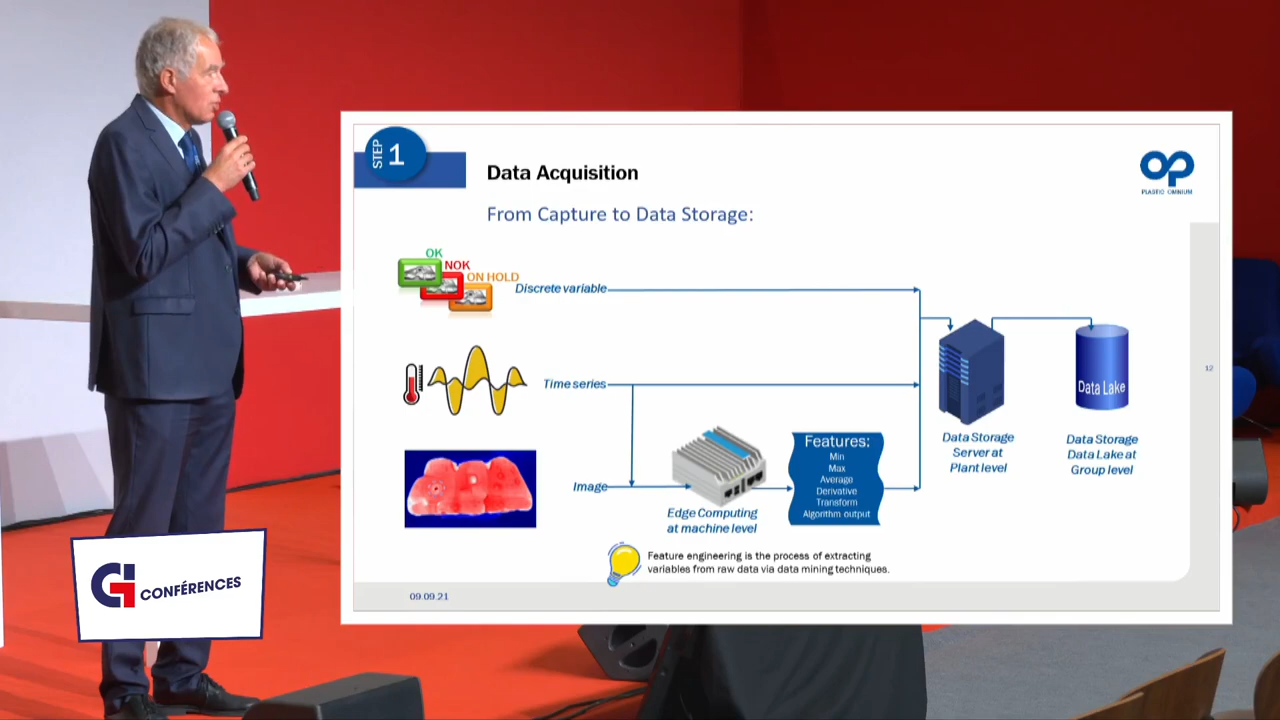 STEP 1
Data Acquisition
OP
PLASTIC OMNIUM
From Capture to Data Storage:
OK
NOK
ON HOLD
Discrete variable
Time series
Image
Edge Computing
at machine level
Features:
Min
Max
Average
Derivative
Transform
Algorithm output
Data Storage
Server at
Plant level
Data Lake
Data Storage
Data Lake at
Group level
12
Feature engineering is the process of extracting
variables from raw data via data mining techniques.
09.09.21
GI CONFÉRENCES